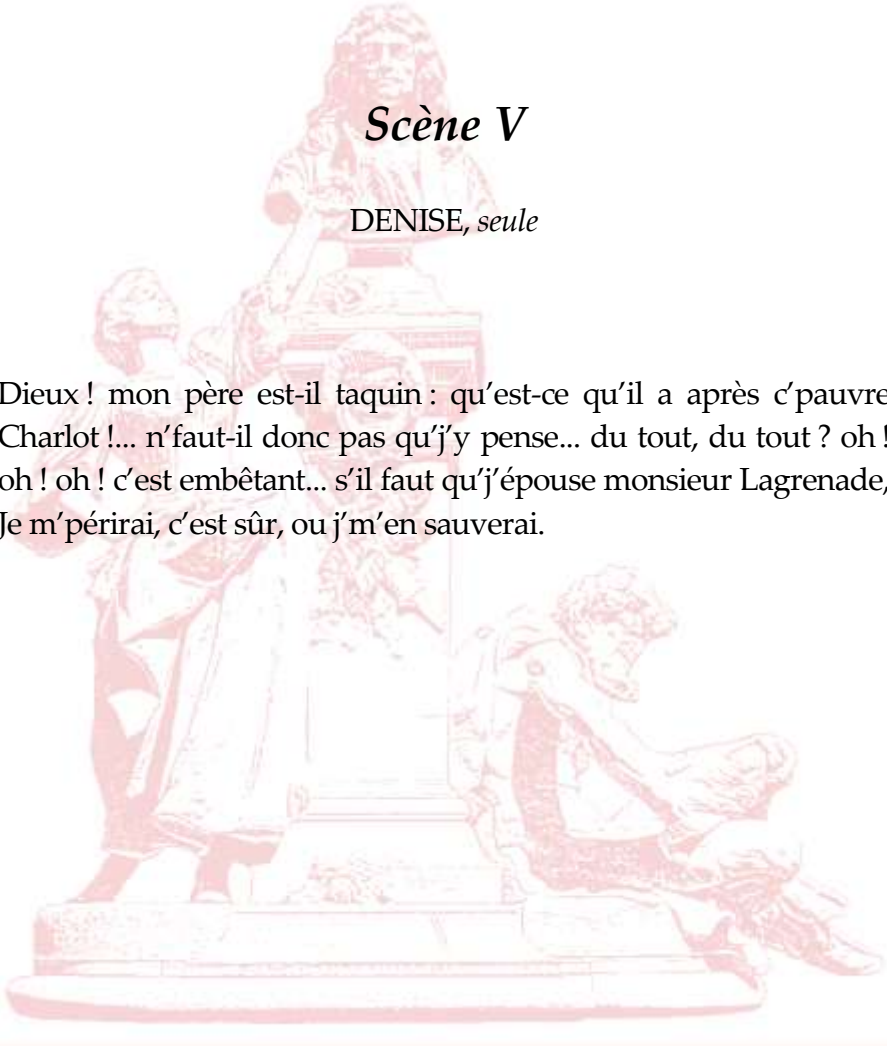 Scène V
DENISE, seule
Dieux ! mon père est-il taquin : qu’est-ce qu’il a après c’pauvre
Charlot !... n’faut-il donc pas qu’j’y pense... du tout, du tout ? oh !
oh ! oh ! c’est embêtant... s’il faut qu’j’épouse monsieur Lagrenade,
Je m’périrai, c’est sûr, ou j’m’en sauverai.